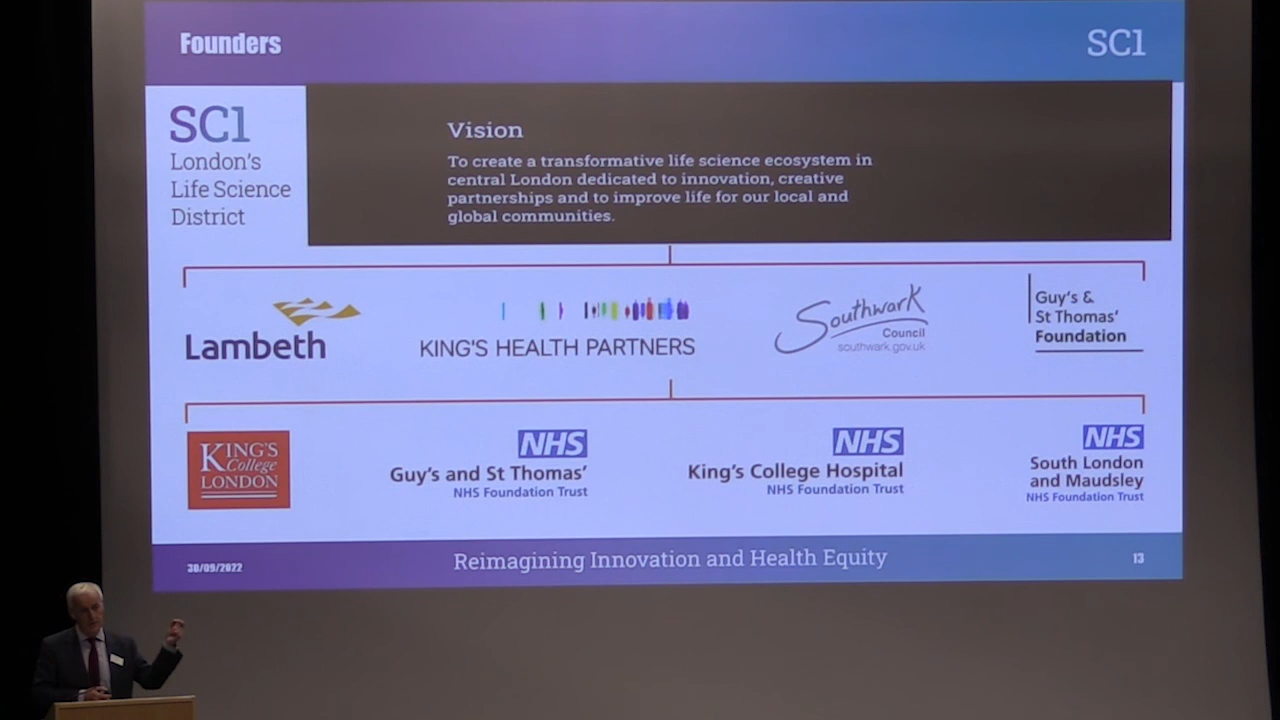 Founders
SC1
SC1
London's
Life Science
District
Vision
To create a transformative life science ecosystem in
central London dedicated to innovation, creative
partnerships and to improve life for our local and
global communities.
Lambeth
KING'S HEALTH PARTNERS
Southwark
Council
southwark.gov.uk
Guy's &
St Thomas'
Foundation
KING'S
College
LONDON
NHS
Guy's and St Thomas'
NHS Foundation Trust
NHS
King's College Hospital
NHS Foundation Trust
NHS
South London
and Maudsley
NHS Foundation Trust
30/09/2022
Reimagining Innovation and Health Equity
13